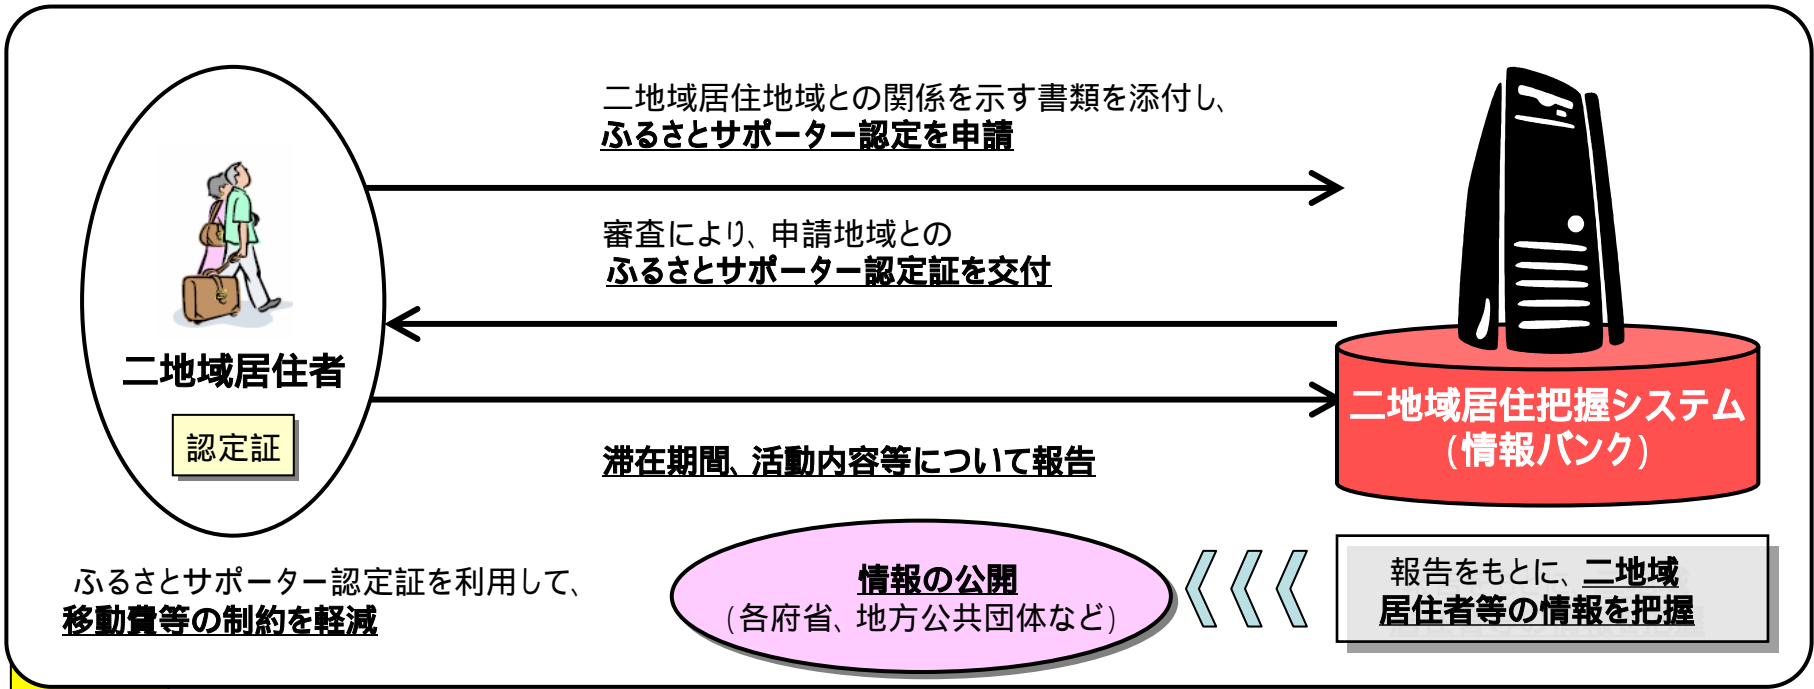 二地域居住地域との関係を示す書類を添付し、
ふるさとサポーター認定を申請
審査により、申請地域との
ふるさとサポーター認定証を交付
二地域居住者
認定証
二地域居住把握システム
(情報バンク)
滞在期間、活動内容等について報告
ふるさとサポーター認定証を利用して、
移動費等の制約を軽減
情報の公開
(各府省、地方公共団体など)
報告をもとに、二地域
居住者等の情報を把握